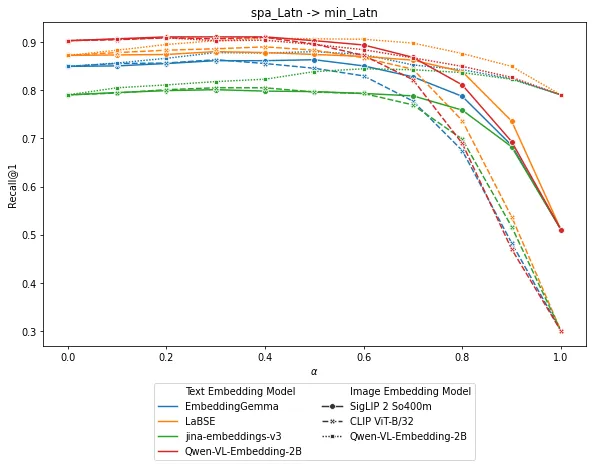 spa_Latn -> min_Latn
Recall@1
0.9
0.8
0.7
0.6
0.5
0.4
0.3
0.0 0.2 0.4 0.6 0.8 1.0
α
Text Embedding Model
EmbeddingGemma
LaBSE
jina-embeddings-v3
Qwen-VL-Embedding-2B
Image Embedding Model
SigLIP 2 So400m
CLIP ViT-B/32
Qwen-VL-Embedding-2B